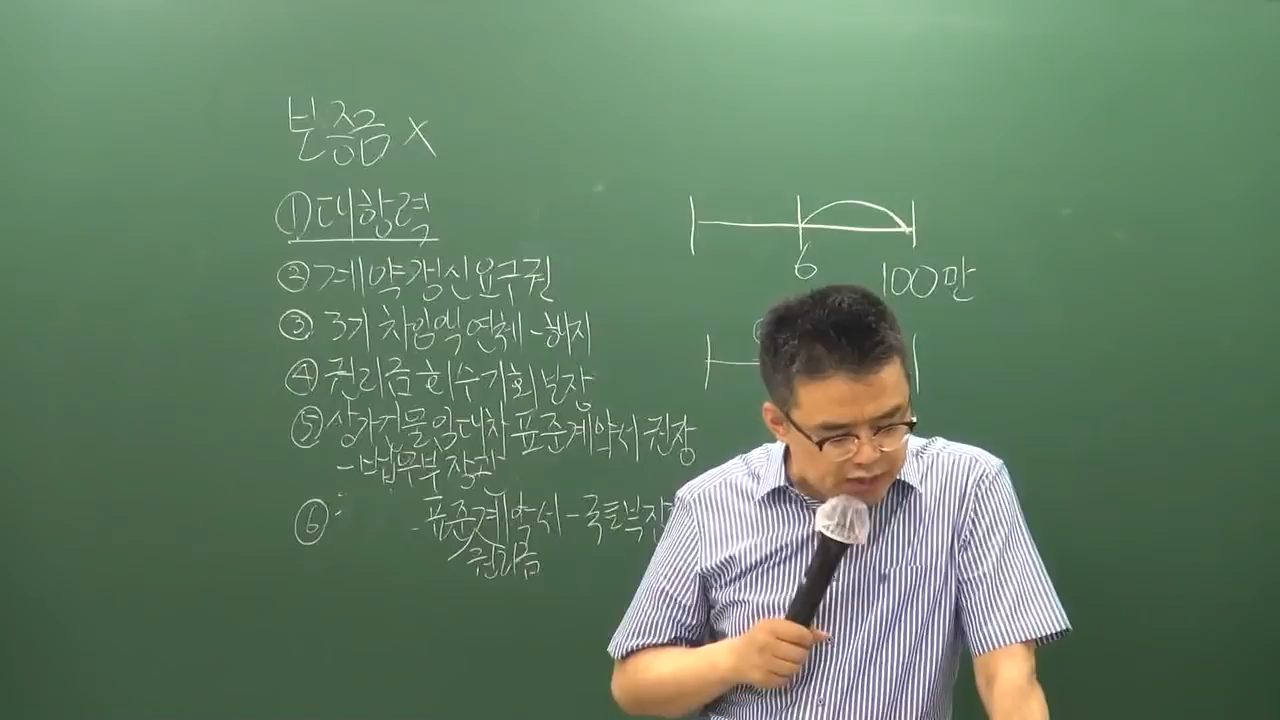 보증금 X
① 대항력
② 계약갱신요구권
③ 3기 차임액 연체 - 해지
④ 권리금 회수기회 보장
⑤ 상가건물임대차 표준계약서 권장
- 법무부장관
⑥ 〃 - 표준계약서 - 국토부
권리금
6
100만